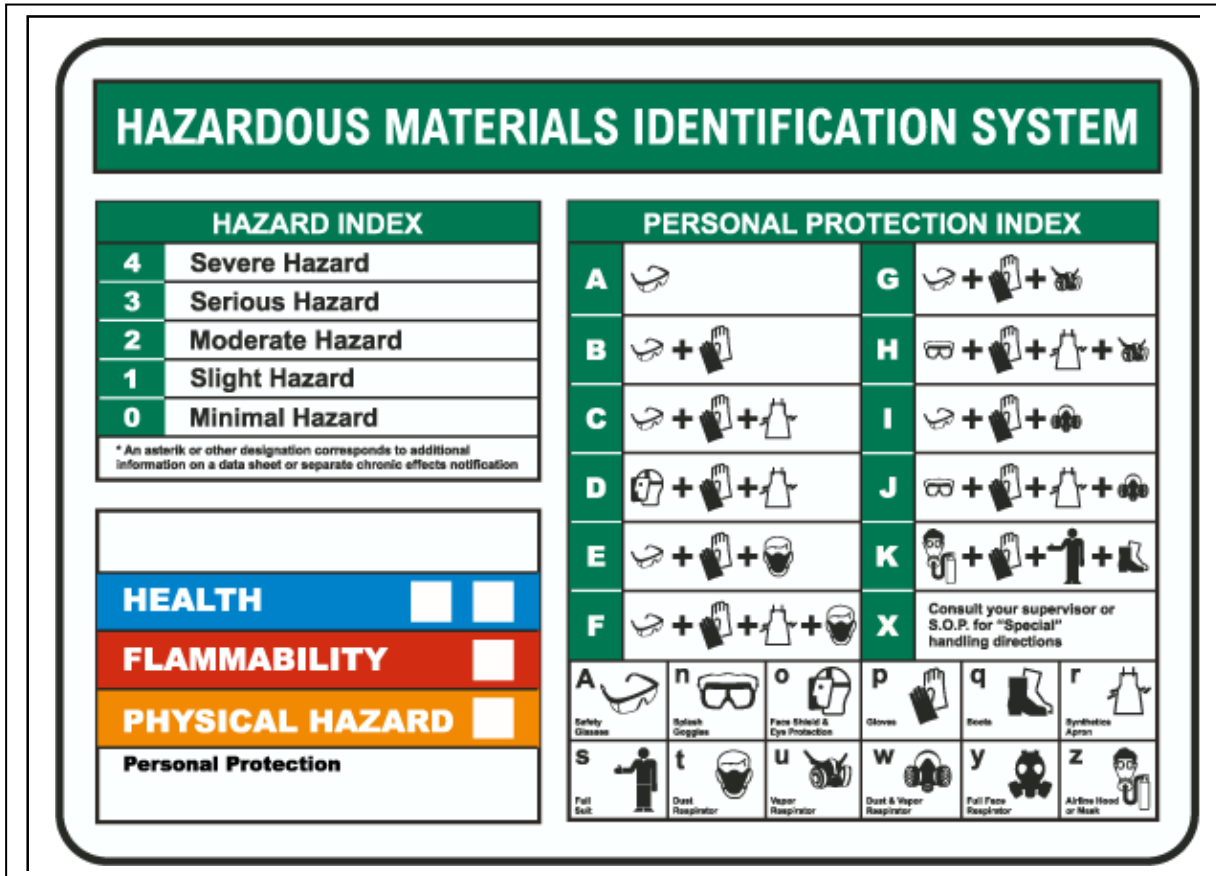 HAZARDOUS MATERIALS IDENTIFICATION SYSTEM
HAZARD INDEX
4 Severe Hazard
3 Serious Hazard
2 Moderate Hazard
1 Slight Hazard
0 Minimal Hazard
* An asterik or other designation corresponds to additional
information on a data sheet or separate chronic effects notification
HEALTH
FLAMMABILITY
PHYSICAL HAZARD
Personal Protection
PERSONAL PROTECTION INDEX
A
B + 
C + +
D + +
E + +
F + + +
G + +
H + + +
I + +
J + + +
K + + +
X Consult your supervisor or
S.O.P. for “Special”
handling directions
A
Safety
Glasses
n
Splash
Goggles
o
Face Shield &
Eye Protection
p
Gloves
q
Boots
r
Synthetics
Apron
s
Full
Suit
t
Dust
Respirator
u
Vapor
Respirator
w
Dust & Vapor
Respirator
y
Full Face
Respirator
z
Airline Hood
or Mask